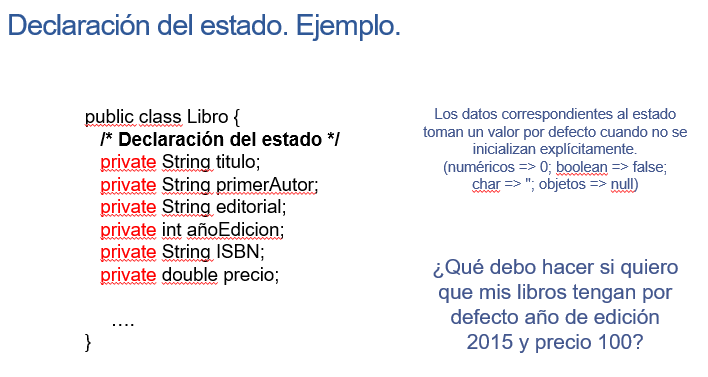 Declaración del estado. Ejemplo.
public class Libro {
/* Declaración del estado */
private String titulo;
private String primerAutor;
private String editorial;
private int añoEdicion;
private String ISBN;
private double precio;
....
}
Los datos correspondientes al estado
toman un valor por defecto cuando no se
inicializan explícitamente.
(numéricos => 0; boolean => false;
char => ''; objetos => null)
¿Qué debo hacer si quiero
que mis libros tengan por
defecto año de edición
2015 y precio 100?